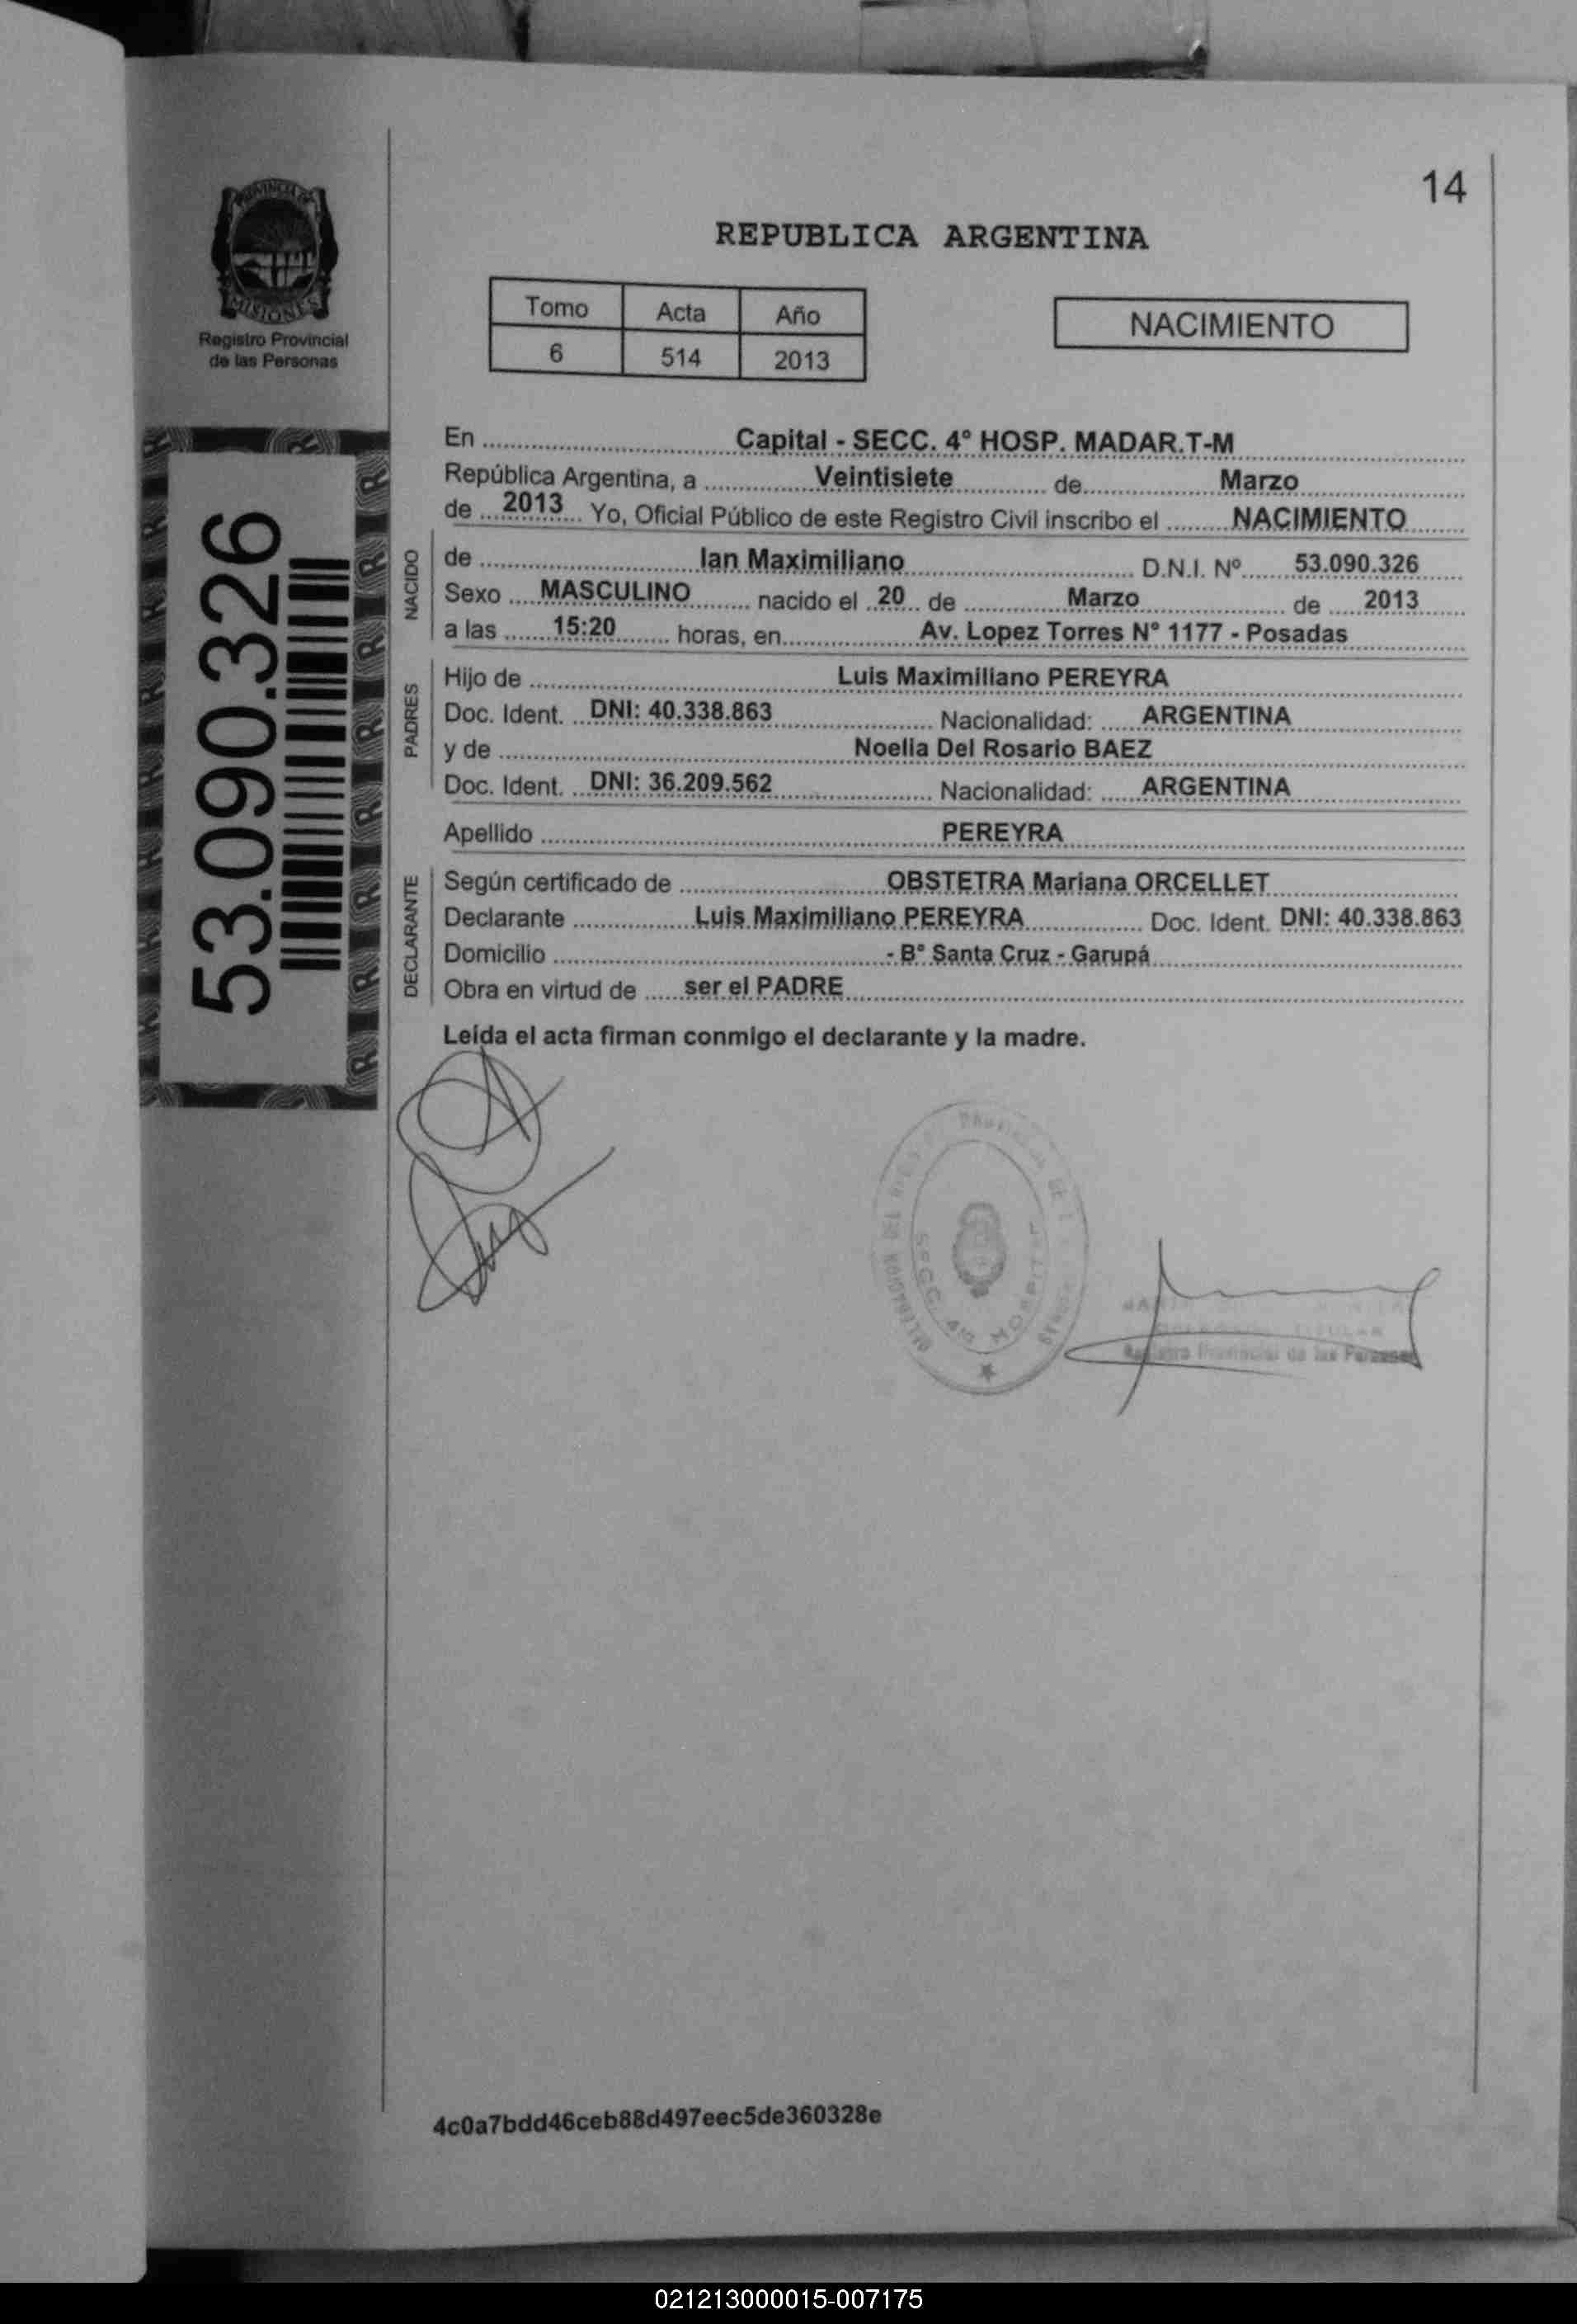 14
PROVINCIA DE
MISIONES
Registro Provincial
de las Personas
REPUBLICA ARGENTINA
Tomo Acta Año
6 514 2013
NACIMIENTO
53.090.326
En Capital - SECC. 4º HOSP. MADAR.T-M
República Argentina, a Veintisiete de Marzo
de 2013 Yo, Oficial Público de este Registro Civil inscribo el NACIMIENTO
NACIDO
de Ian Maximiliano D.N.I. Nº 53.090.326
Sexo MASCULINO nacido el 20 de Marzo de 2013
a las 15:20 horas, en Av. Lopez Torres N° 1177 - Posadas
PADRES
Hijo de Luis Maximiliano PEREYRA
Doc. Ident. DNI: 40.338.863 Nacionalidad: ARGENTINA
y de Noelia Del Rosario BAEZ
Doc. Ident. DNI: 36.209.562 Nacionalidad: ARGENTINA
Apellido PEREYRA
DECLARANTE
Según certificado de OBSTETRA Mariana ORCELLET
Declarante Luis Maximiliano PEREYRA Doc. Ident. DNI: 40.338.863
Domicilio - B° Santa Cruz - Garupá
Obra en virtud de ser el PADRE
Leída el acta firman conmigo el declarante y la madre.
Registro Provincial de las Personas
4c0a7bdd46ceb88d497eec5de360328e
021213000015-007175